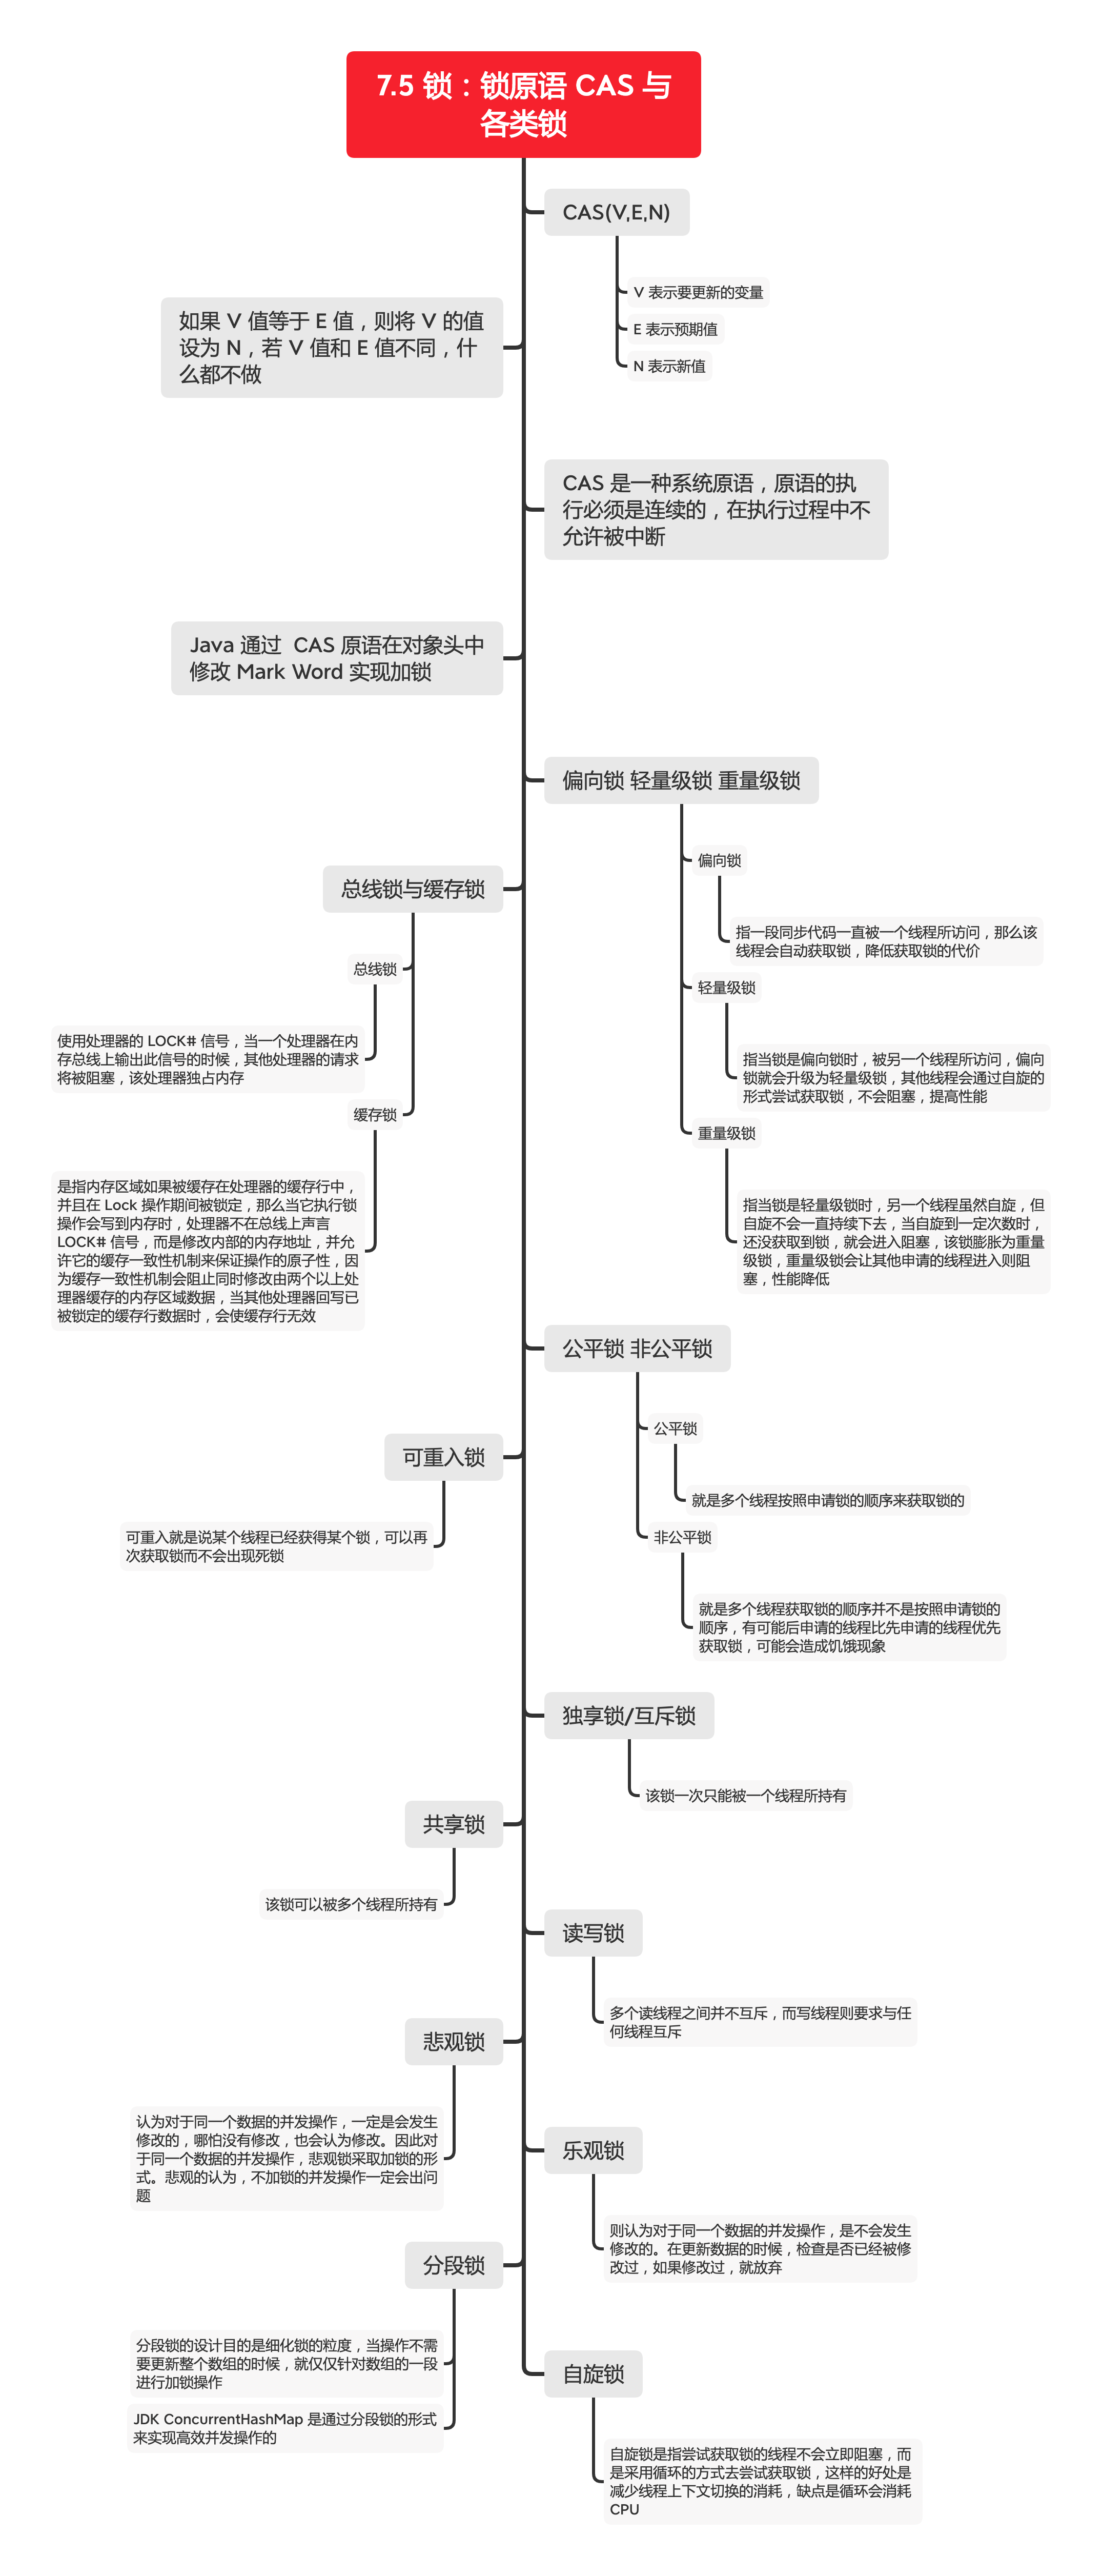 7.5 锁：锁原语 CAS 与
各类锁
CAS(V,E,N)
V 表示要更新的变量
E 表示预期值
N 表示新值
如果 V 值等于 E 值，则将 V 的值
设为 N，若 V 值和 E 值不同，什
么都不做
CAS 是一种系统原语，原语的执
行必须是连续的，在执行过程中不
允许被中断
Java 通过  CAS 原语在对象头中
修改 Mark Word 实现加锁
偏向锁 轻量级锁 重量级锁
偏向锁
指一段同步代码一直被一个线程所访问，那么该
线程会自动获取锁，降低获取锁的代价
轻量级锁
指当锁是偏向锁时，被另一个线程所访问，偏向
锁就会升级为轻量级锁，其他线程会通过自旋的
形式尝试获取锁，不会阻塞，提高性能
重量级锁
指当锁是轻量级锁时，另一个线程虽然自旋，但
自旋不会一直持续下去，当自旋到一定次数时，
还没获取到锁，就会进入阻塞，该锁膨胀为重量
级锁，重量级锁会让其他申请的线程进入则阻
塞，性能降低
总线锁与缓存锁
总线锁
使用处理器的 LOCK# 信号，当一个处理器在内
存总线上输出此信号的时候，其他处理器的请求
将被阻塞，该处理器独占内存
缓存锁
是指内存区域如果被缓存在处理器的缓存行中，
并且在 Lock 操作期间被锁定，那么当它执行锁
操作会写到内存时，处理器不在总线上声言
LOCK# 信号，而是修改内部的内存地址，并允
许它的缓存一致性机制来保证操作的原子性，因
为缓存一致性机制会阻止同时修改由两个以上处
理器缓存的内存区域数据，当其他处理器回写已
被锁定的缓存行数据时，会使缓存行无效
公平锁 非公平锁
公平锁
就是多个线程按照申请锁的顺序来获取锁的
非公平锁
就是多个线程获取锁的顺序并不是按照申请锁的
顺序，有可能后申请的线程比先申请的线程优先
获取锁，可能会造成饥饿现象
可重入锁
可重入就是说某个线程已经获得某个锁，可以再
次获取锁而不会出现死锁
独享锁/互斥锁
该锁一次只能被一个线程所持有
共享锁
该锁可以被多个线程所持有
读写锁
多个读线程之间并不互斥，而写线程则要求与任
何线程互斥
悲观锁
认为对于同一个数据的并发操作，一定是会发生
修改的，哪怕没有修改，也会认为修改。因此对
于同一个数据的并发操作，悲观锁采取加锁的形
式。悲观的认为，不加锁的并发操作一定会出问
题
乐观锁
则认为对于同一个数据的并发操作，是不会发生
修改的。在更新数据的时候，检查是否已经被修
改过，如果修改过，就放弃
分段锁
分段锁的设计目的是细化锁的粒度，当操作不需
要更新整个数组的时候，就仅仅针对数组的一段
进行加锁操作
JDK ConcurrentHashMap 是通过分段锁的形式
来实现高效并发操作的
自旋锁
自旋锁是指尝试获取锁的线程不会立即阻塞，而
是采用循环的方式去尝试获取锁，这样的好处是
减少线程上下文切换的消耗，缺点是循环会消耗
CPU